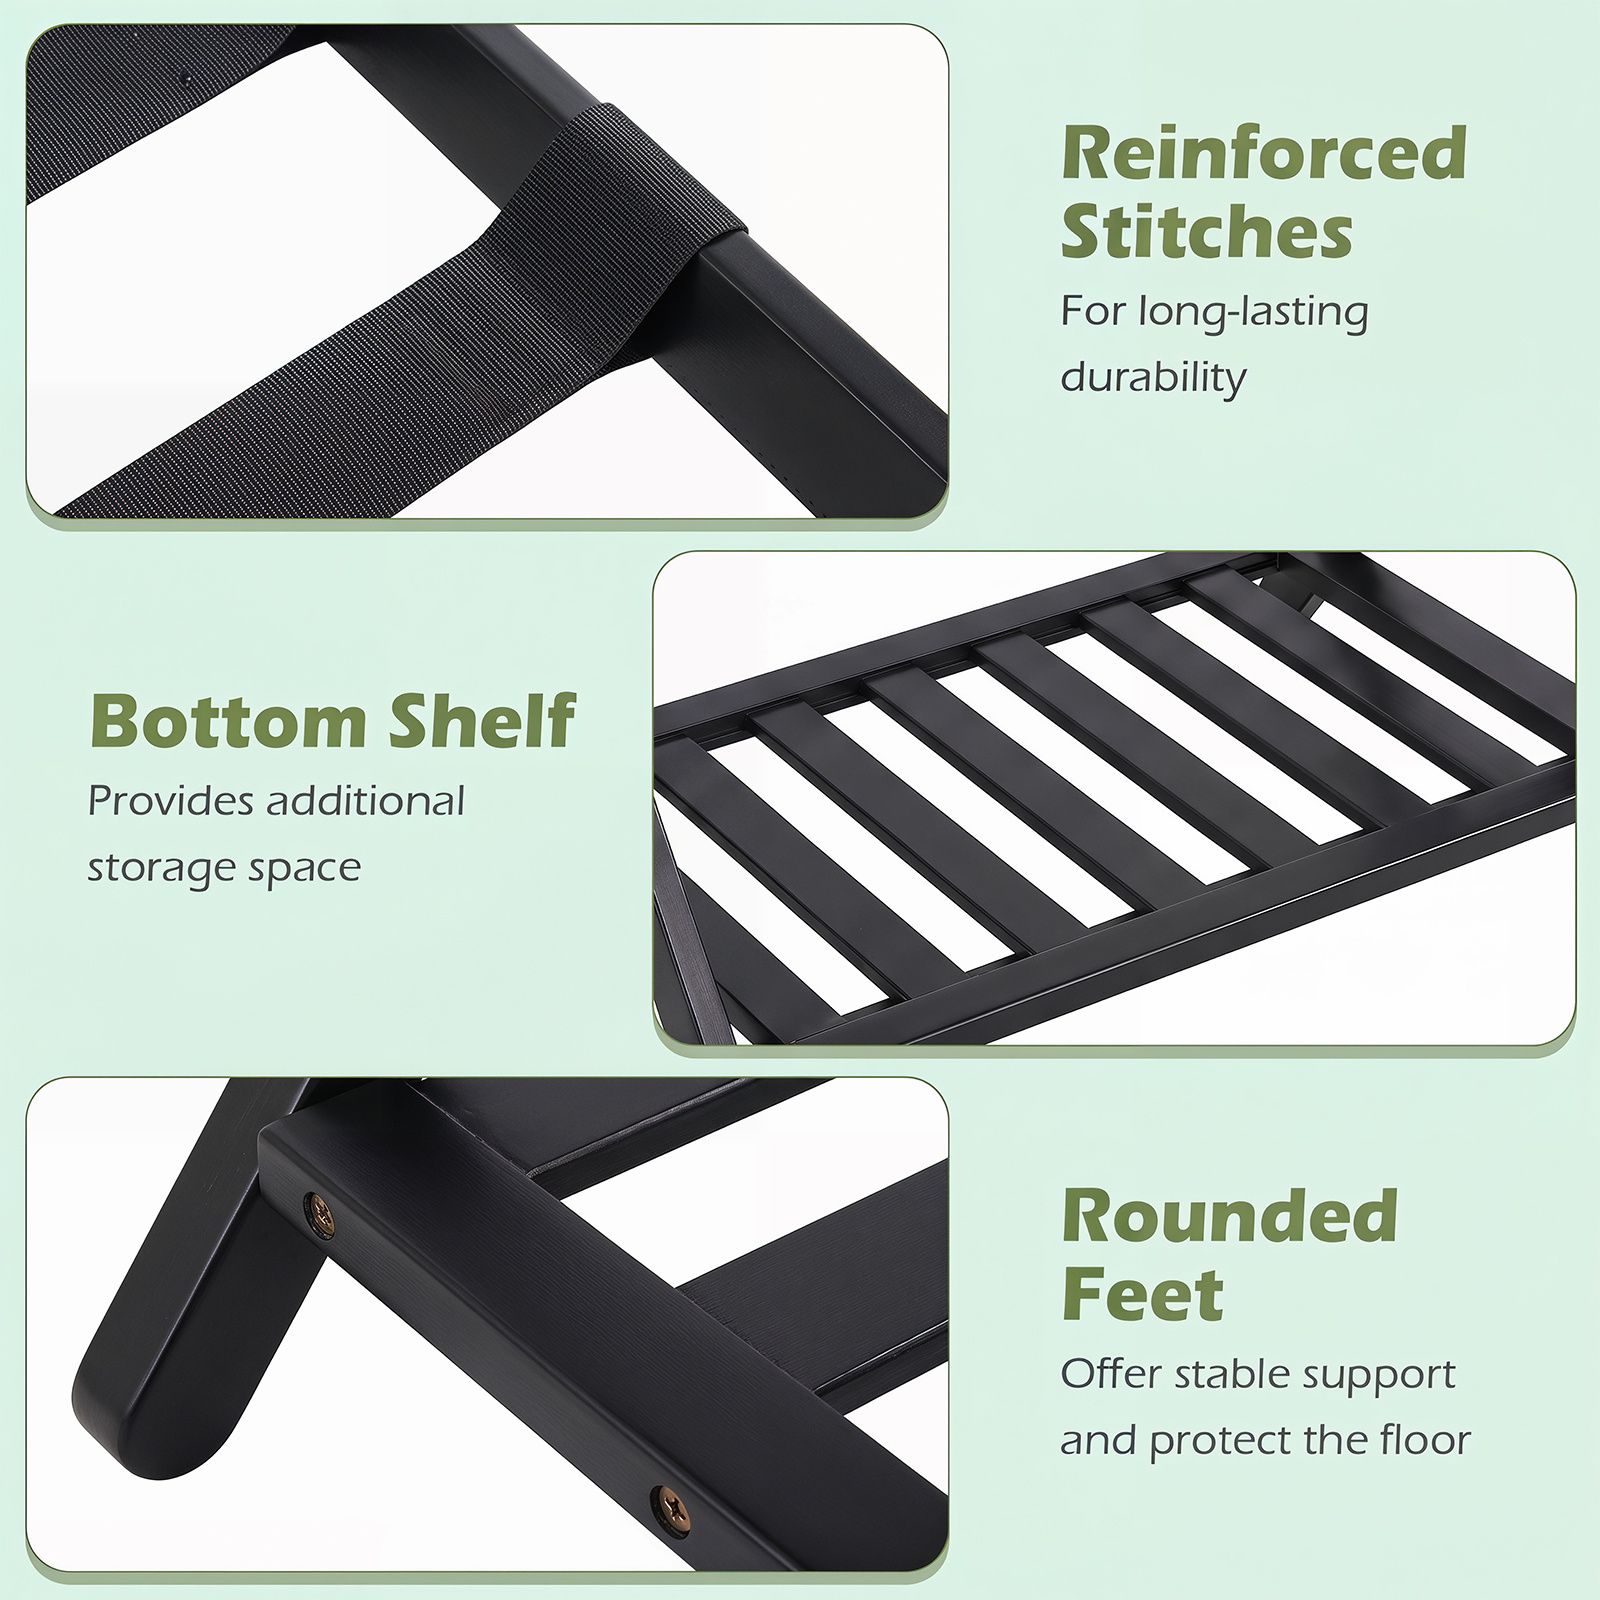 Reinforced
Stitches
For long-lasting
durability
Bottom Shelf
Provides additional
storage space
Rounded
Feet
Offer stable support
and protect the floor